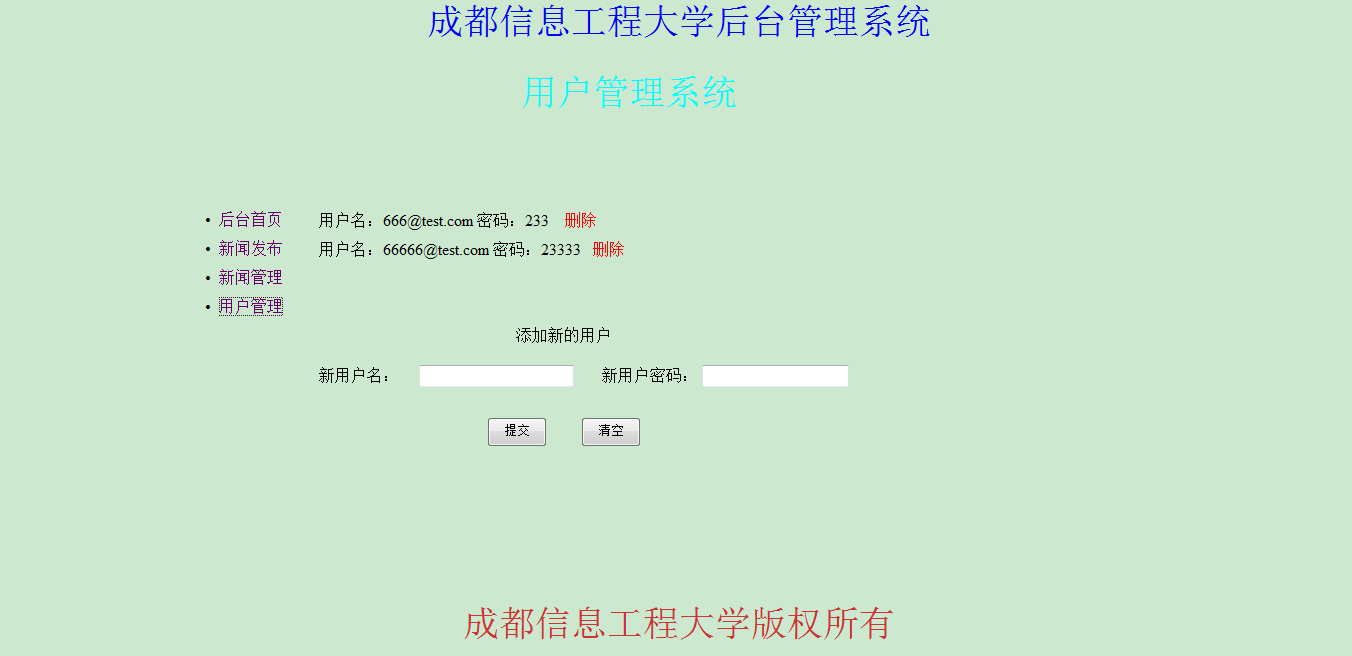 成都信息工程大学后台管理系统
用户管理系统
• 后台首页
用户名：666@test.com 密码：233 删除
• 新闻发布
用户名：66666@test.com 密码：23333 删除
• 新闻管理
• 用户管理
添加新的用户
新用户名： 新用户密码：
提交 清空
成都信息工程大学版权所有